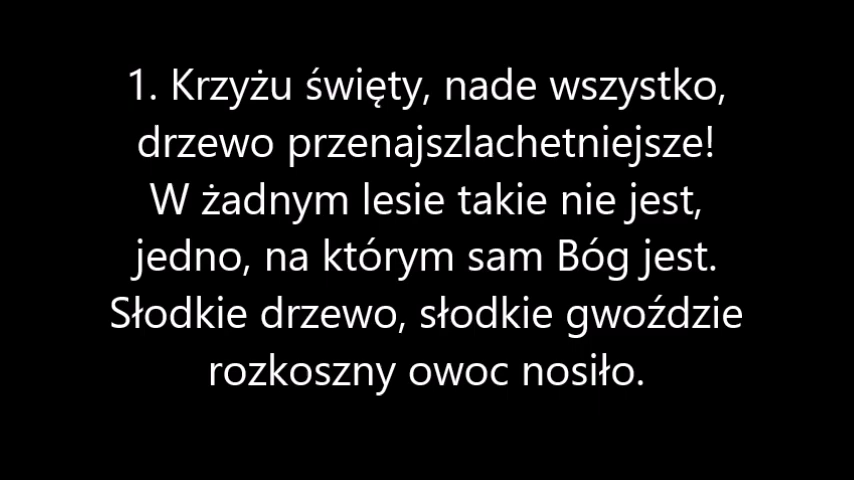 1. Krzyżu święty, nade wszystko,
drzewo przenajszlachetniejsze!
W żadnym lesie takie nie jest,
jedno, na którym sam Bóg jest.
Słodkie drzewo, słodkie gwoździe
rozkoszny owoc nosiło.